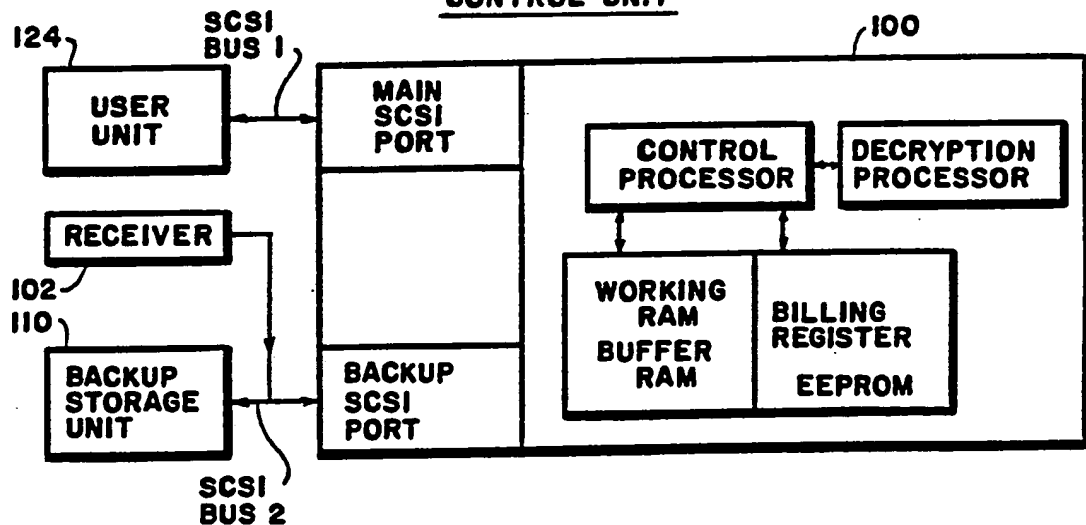 CONTROL UNIT
SCSI
BUS 1
124
100
USER
UNIT
MAIN
SCSI
PORT
CONTROL
PROCESSOR
DECRYPTION
PROCESSOR
RECEIVER
102
110
WORKING
RAM
BUFFER
RAM
BILLING
REGISTER
EEPROM
BACKUP
STORAGE
UNIT
BACKUP
SCSI
PORT
SCSI
BUS 2